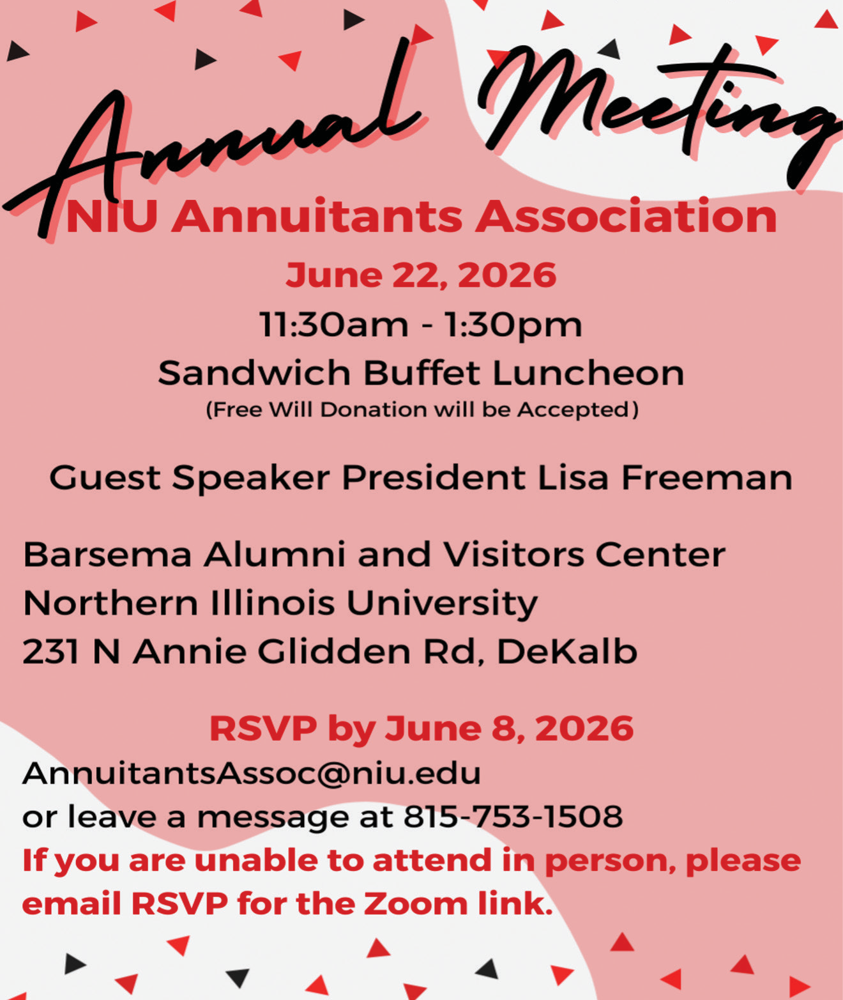 Annual Meeting
NIU Annuitants Association
June 22, 2026
11:30am - 1:30pm
Sandwich Buffet Luncheon
(Free Will Donation will be Accepted)
Guest Speaker President Lisa Freeman
Barsema Alumni and Visitors Center
Northern Illinois University
231 N Annie Glidden Rd, DeKalb
RSVP by June 8, 2026
AnnuitantsAssoc@niu.edu
or leave a message at 815-753-1508
If you are unable to attend in person, please
email RSVP for the Zoom link.